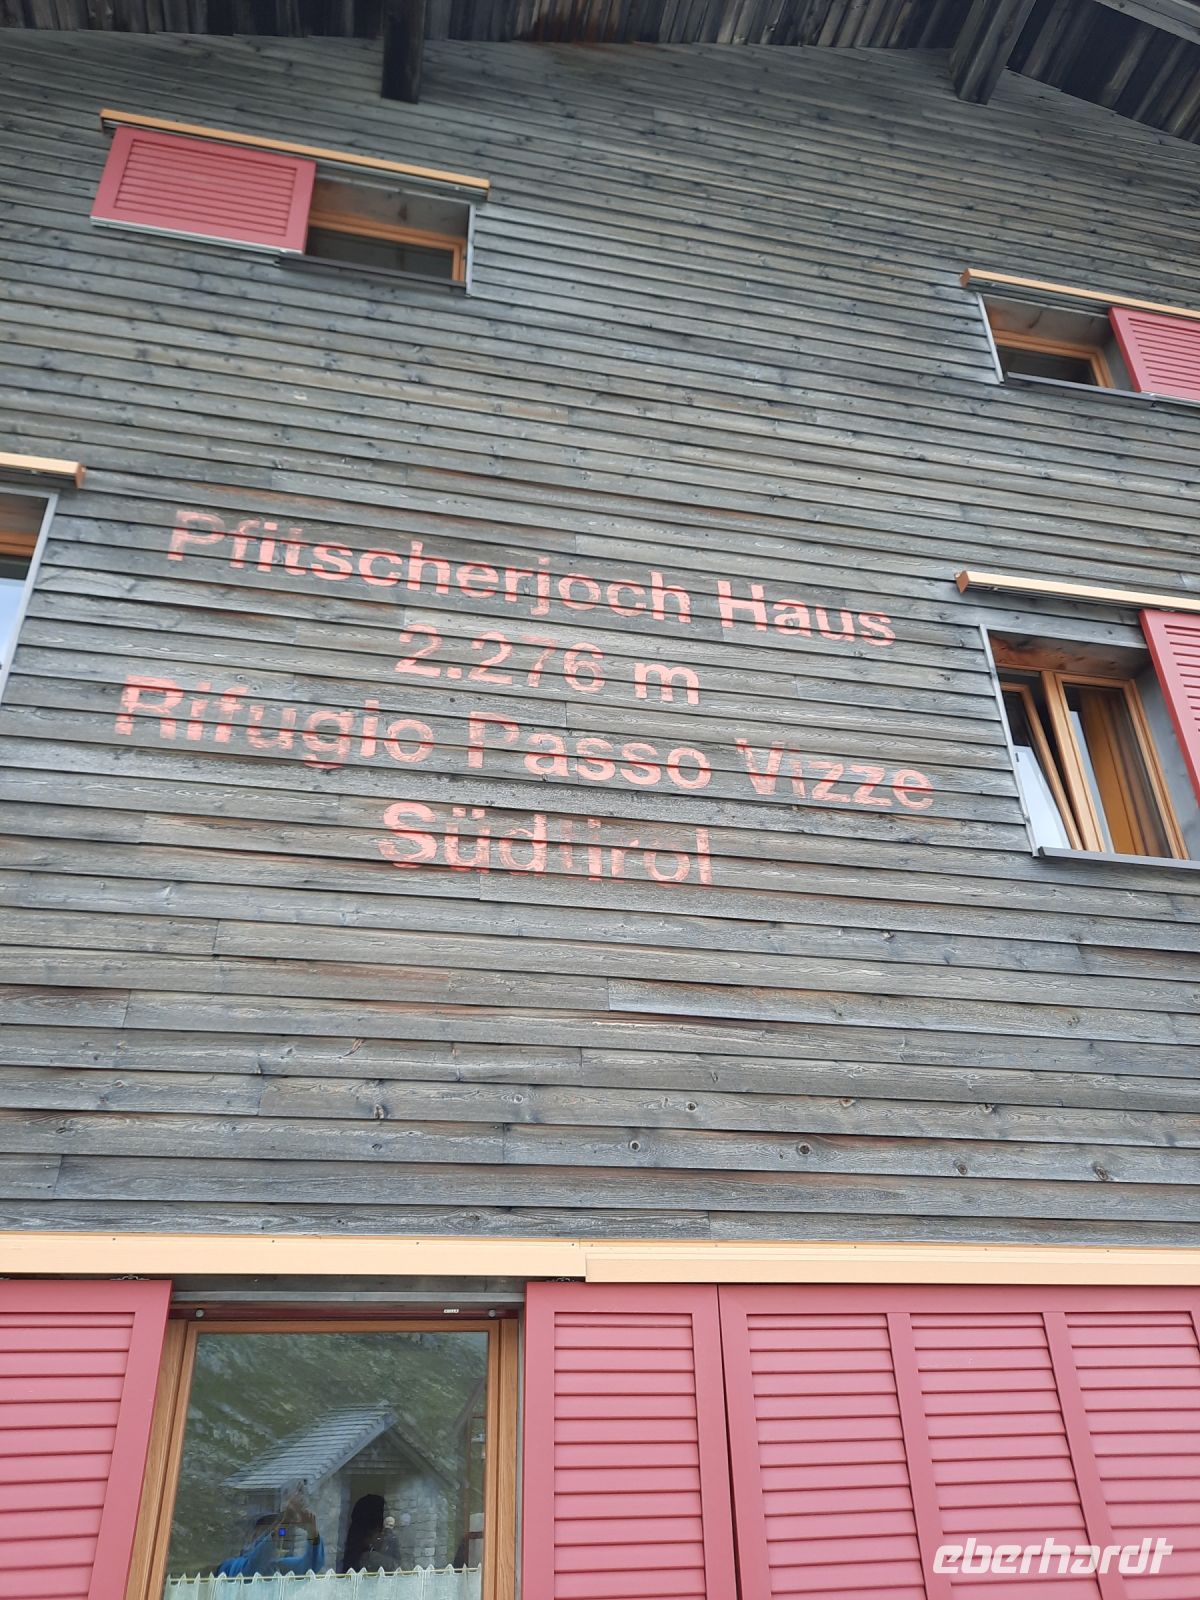 Pfitscherjoch Haus
2.276 m
Rifugio Passo Vizze
Südtirol
eberhardt